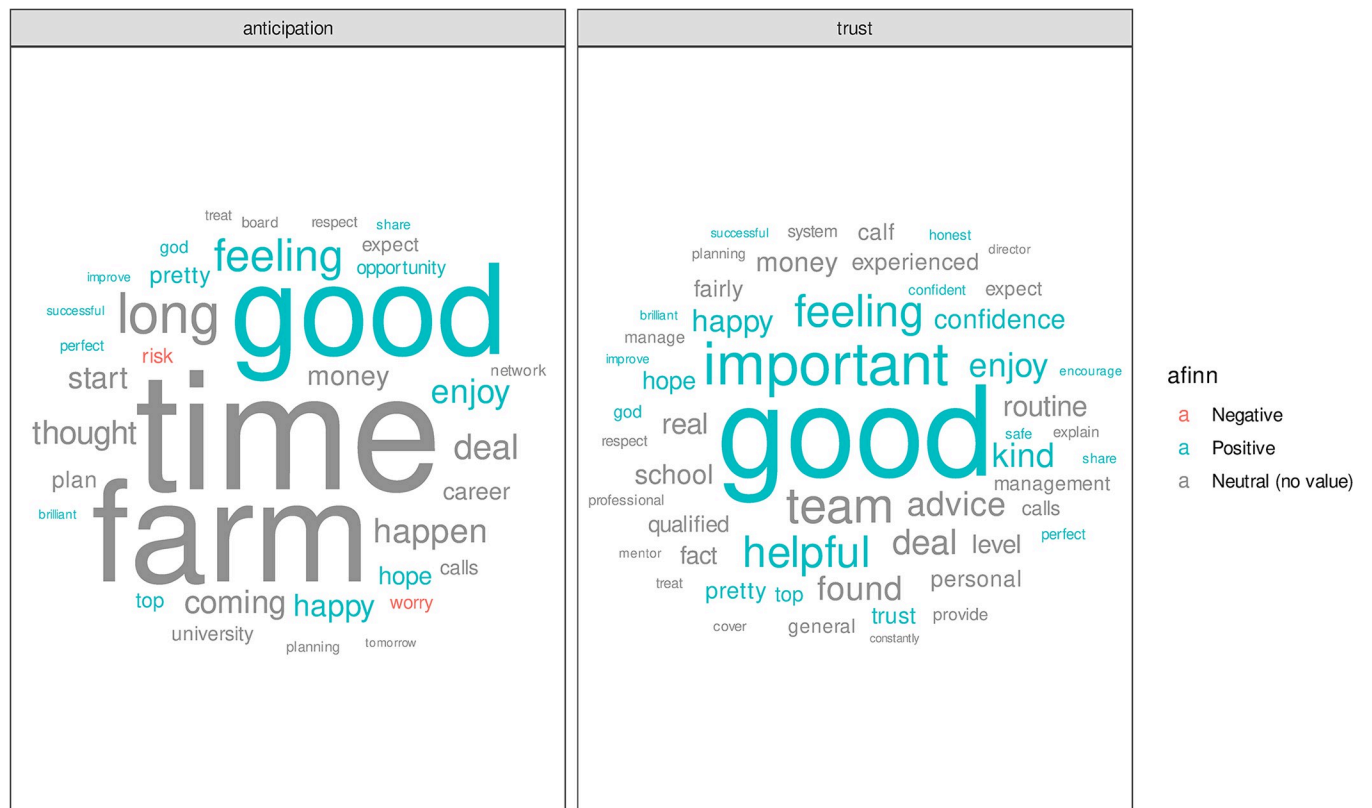 anticipation
treat board respect share
god feeling expect
improve pretty opportunity
successful long good
perfect risk
start money network
enjoy
thought time deal
plan career
brilliant farm happen
hope calls
top coming happy worry
university
planning tomorrow
trust
successful system calf honest
planning money experienced director
fairly confident expect
brilliant happy feeling confidence
manage
improve important enjoy encourage
hope
god real good routine
respect safe explain
school kind share
professional management
qualified team advice calls
mentor fact helpful deal level perfect
treat pretty top found personal
cover general trust provide
constantly
afinn
a Negative
a Positive
a Neutral (no value)